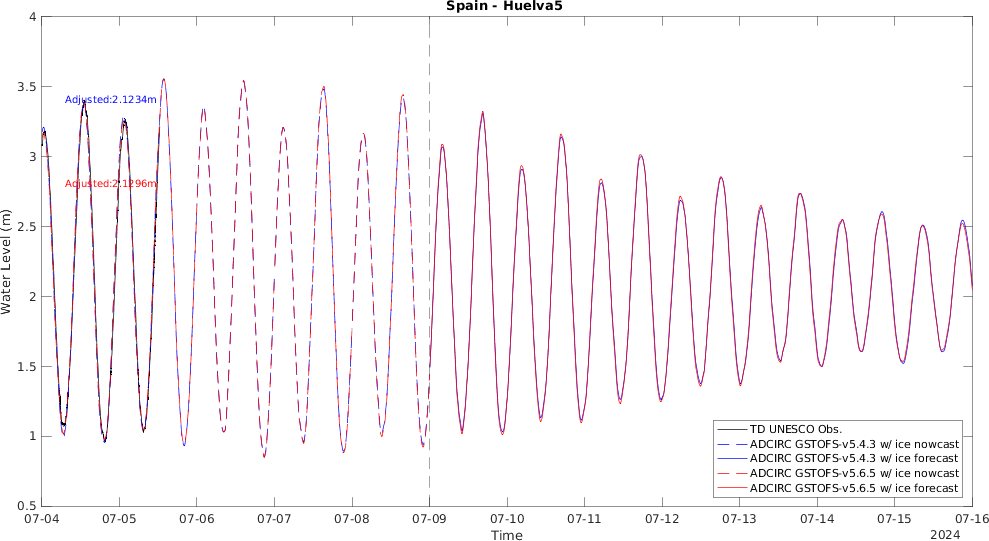 Spain - Huelva5
4
3.5
3
2.5
2
1.5
1
0.5
Water Level (m)
Adjusted:2.1234m
Adjusted:2.1296m
TD UNESCO Obs.
ADCIRC GSTOFS-v5.4.3 w/ ice nowcast
ADCIRC GSTOFS-v5.4.3 w/ ice forecast
ADCIRC GSTOFS-v5.6.5 w/ ice nowcast
ADCIRC GSTOFS-v5.6.5 w/ ice forecast
07-04 07-05 07-06 07-07 07-08 07-09 07-10 07-11 07-12 07-13 07-14 07-15 07-16
Time
2024